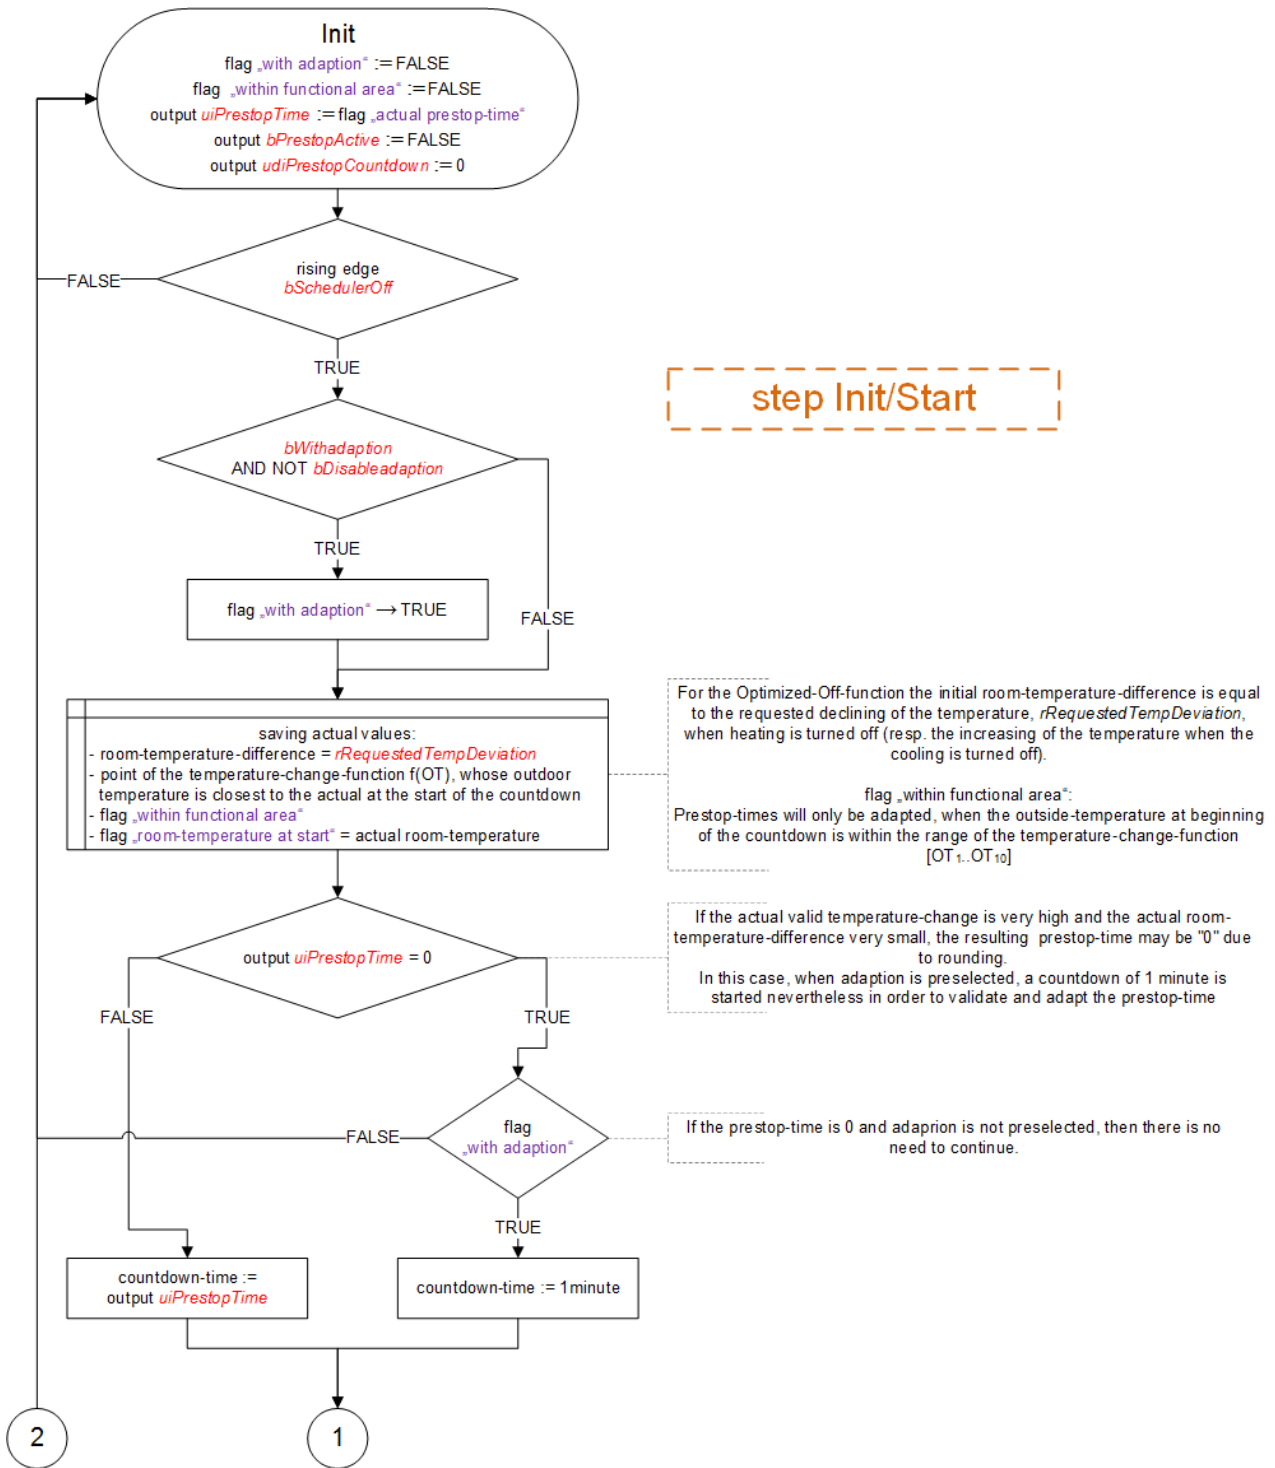 Init
flag „with adaption“ := FALSE
flag „within functional area“ :=FALSE
output uiPrestopTime := flag „actual prestop-time“
output bPrestopActive := FALSE
output udiPrestopCountdown := 0
rising edge
bSchedulerOff
FALSE
TRUE
step Init/Start
bWithadaption
AND NOT bDisableadaption
TRUE
flag „with adaption“ → TRUE
FALSE
saving actual values:
- room-temperature-difference = rRequestedTempDeviation
- point of the temperature-change-function f(OT), whose outdoor
temperature is closest to the actual at the start of the countdown
- flag „within functional area“
- flag „room-temperature at start“ = actual room-temperature
For the Optimized-Off-function the initial room-temperature-difference is equal
to the requested declining of the temperature, rRequestedTempDeviation,
when heating is turned off (resp. the increasing of the temperature when the
cooling is turned off).
flag „within functional area“:
Prestop-times will only be adapted, when the outside-temperature at beginning
of the countdown is within the range of the temperature-change-function
[OT₁..OT₁₀]
output uiPrestopTime = 0
If the actual valid temperature-change is very high and the actual room-
temperature-difference very small, the resulting prestop-time may be "0" due
to rounding.
In this case, when adaption is preselected, a countdown of 1 minute is
started nevertheless in order to validate and adapt the prestop-time
FALSE
TRUE
flag
„with adaption“
FALSE
If the prestop-time is 0 and adaprion is not preselected, then there is no
need to continue.
TRUE
countdown-time :=
output uiPrestopTime
countdown-time := 1minute
2
1